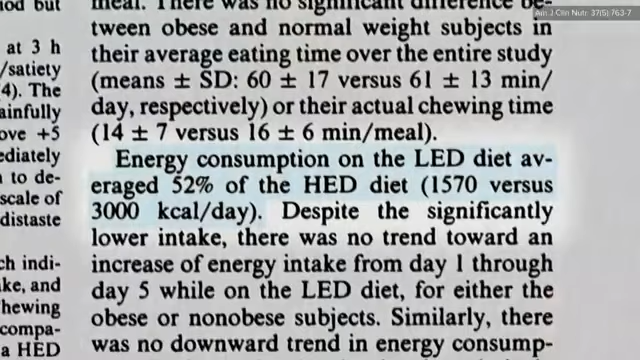 Am J Clin Nutr. 37(5):763-7
meal. There was no significant difference be-
tween obese and normal weight subjects in
their average eating time over the entire study
(means ± SD: 60 ± 17 versus 61 ± 13 min/
day, respectively) or their actual chewing time
(14 ± 7 versus 16 ± 6 min/meal).
Energy consumption on the LED diet av-
eraged 52% of the HED diet (1570 versus
3000 kcal/day). Despite the significantly
lower intake, there was no trend toward an
increase of energy intake from day 1 through
day 5 while on the LED diet, for either the
obese or nonobese subjects. Similarly, there
was no downward trend in energy consump-
but
at 3 h
/satiety
4). The
ainfully
ove +5
ediately
to de-
scale of
distaste
ch indi-
ke, and
hewing
compa-
a HED